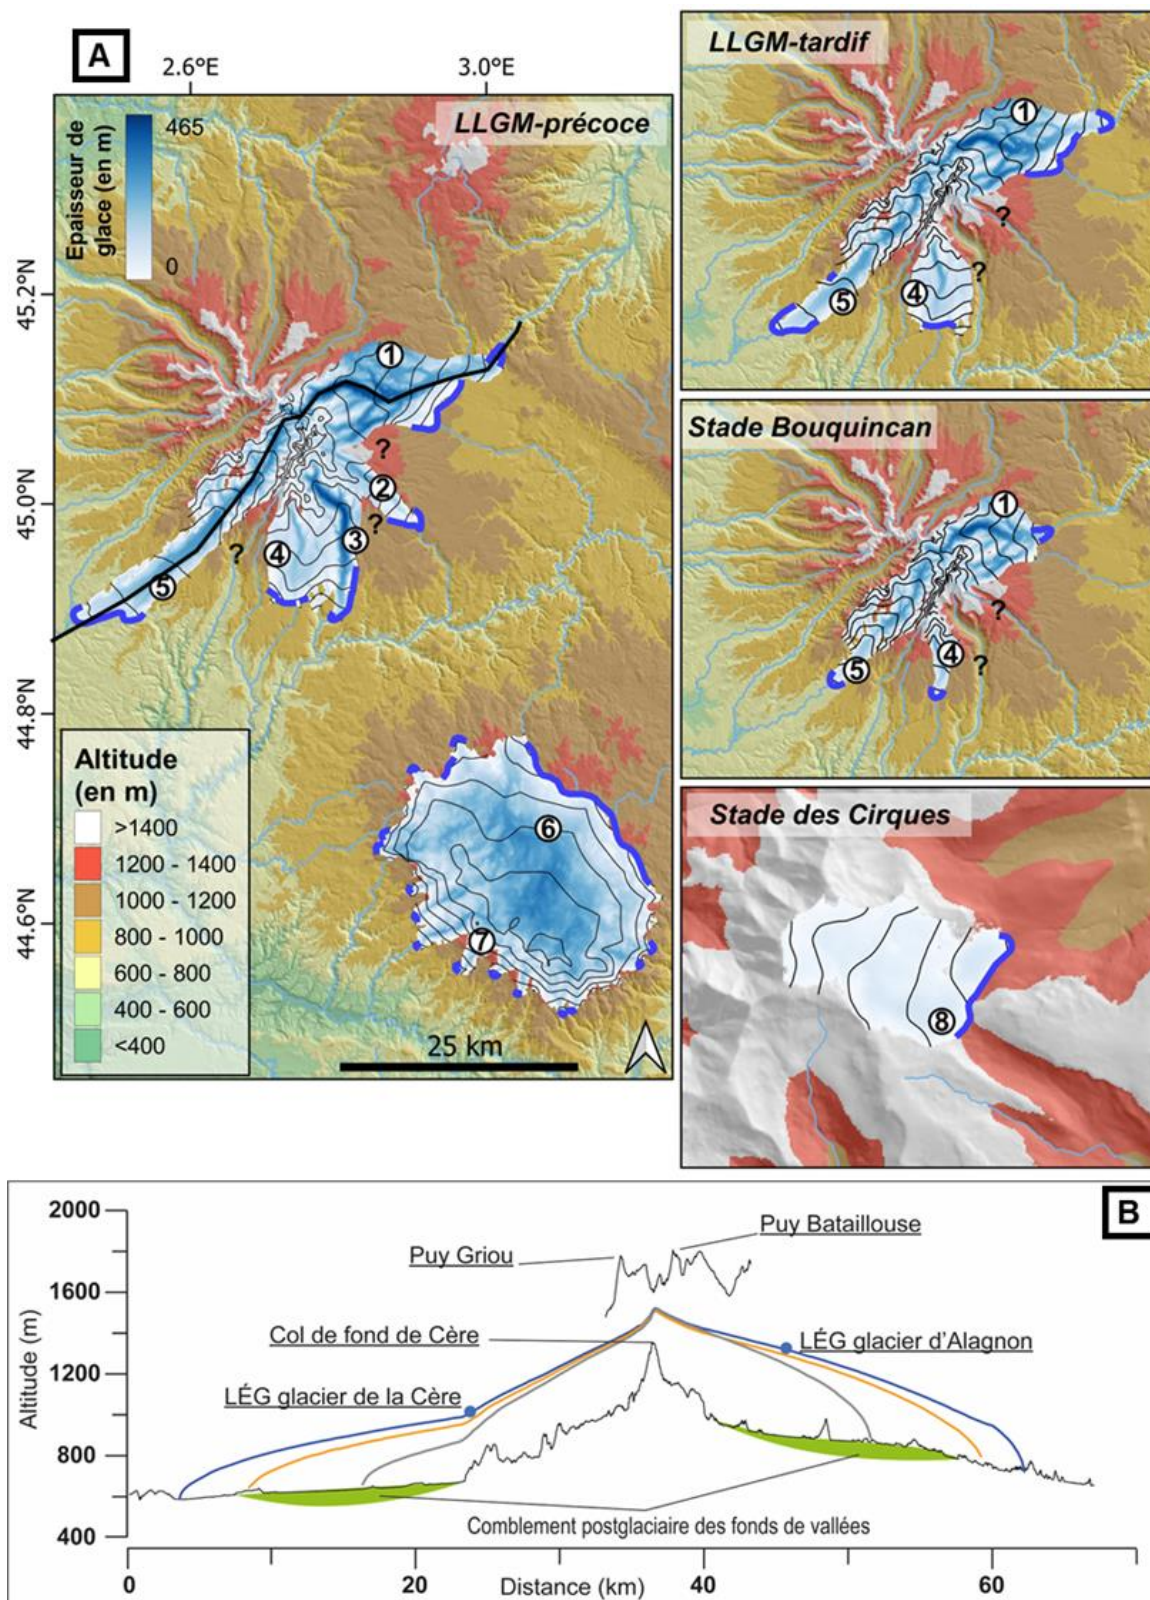 A
2.6°E
3.0°E
LLGM-précoce
465
Epaisseur de
glace (en m)
0
45.2°N
45.0°N
44.8°N
44.6°N
1
?
2
?
3
4
?
5
6
7
Altitude
(en m)
>1400
1200 - 1400
1000 - 1200
800 - 1000
600 - 800
400 - 600
<400
25 km
LLGM-tardif
1
?
?
4
5
Stade Bouquincan
1
?
4
?
5
Stade des Cirques
8
B
2000
1600
1200
800
400
Altitude (m)
Puy Bataillouse
Puy Griou
Col de fond de Cère
LÉG glacier d'Alagnon
LÉG glacier de la Cère
Comblement postglaciaire des fonds de vallées
0
20
40
60
Distance (km)